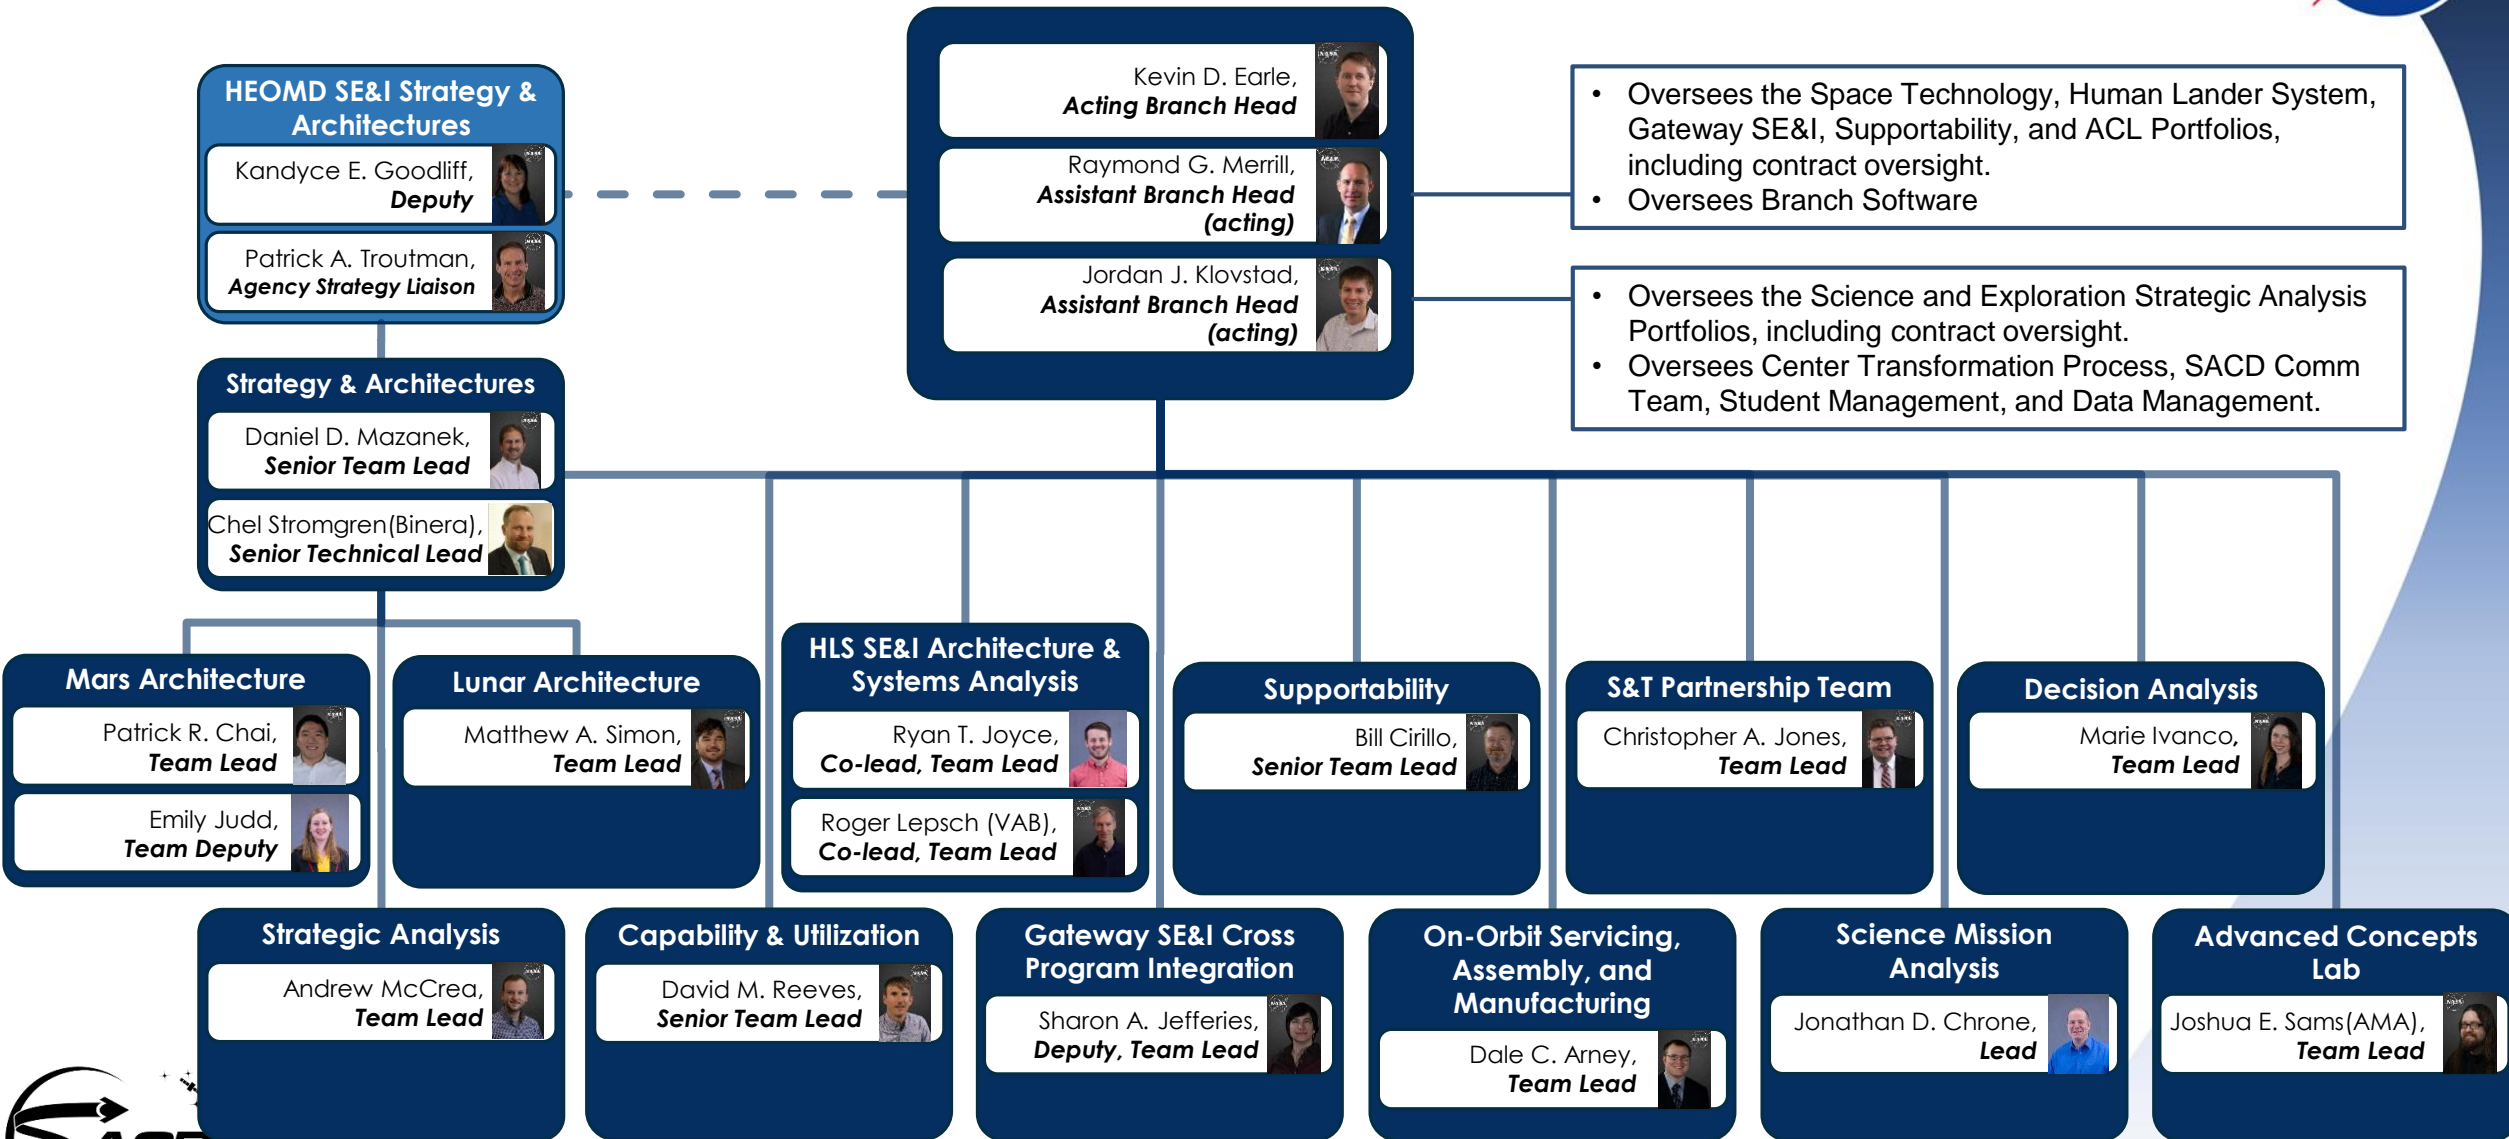 HEOMD SE&I Strategy &
Architectures
Kandyce E. Goodliff,
Deputy
Patrick A. Troutman,
Agency Strategy Liaison
Kevin D. Earle,
Acting Branch Head
Raymond G. Merrill,
Assistant Branch Head
(acting)
Jordan J. Klovstad,
Assistant Branch Head
(acting)
• Oversees the Space Technology, Human Lander System,
Gateway SE&I, Supportability, and ACL Portfolios,
including contract oversight.
• Oversees Branch Software
• Oversees the Science and Exploration Strategic Analysis
Portfolios, including contract oversight.
• Oversees Center Transformation Process, SACD Comm
Team, Student Management, and Data Management.
Strategy & Architectures
Daniel D. Mazanek,
Senior Team Lead
Chel Stromgren(Binera),
Senior Technical Lead
Mars Architecture
Patrick R. Chai,
Team Lead
Emily Judd,
Team Deputy
Lunar Architecture
Matthew A. Simon,
Team Lead
HLS SE&I Architecture &
Systems Analysis
Ryan T. Joyce,
Co-lead, Team Lead
Roger Lepsch (VAB),
Co-lead, Team Lead
Supportability
Bill Cirillo,
Senior Team Lead
S&T Partnership Team
Christopher A. Jones,
Team Lead
Decision Analysis
Marie Ivanco,
Team Lead
Strategic Analysis
Andrew McCrea,
Team Lead
Capability & Utilization
David M. Reeves,
Senior Team Lead
Gateway SE&I Cross
Program Integration
Sharon A. Jefferies,
Deputy, Team Lead
On-Orbit Servicing,
Assembly, and
Manufacturing
Dale C. Arney,
Team Lead
Science Mission
Analysis
Jonathan D. Chrone,
Lead
Advanced Concepts
Lab
Joshua E. Sams(AMA),
Team Lead